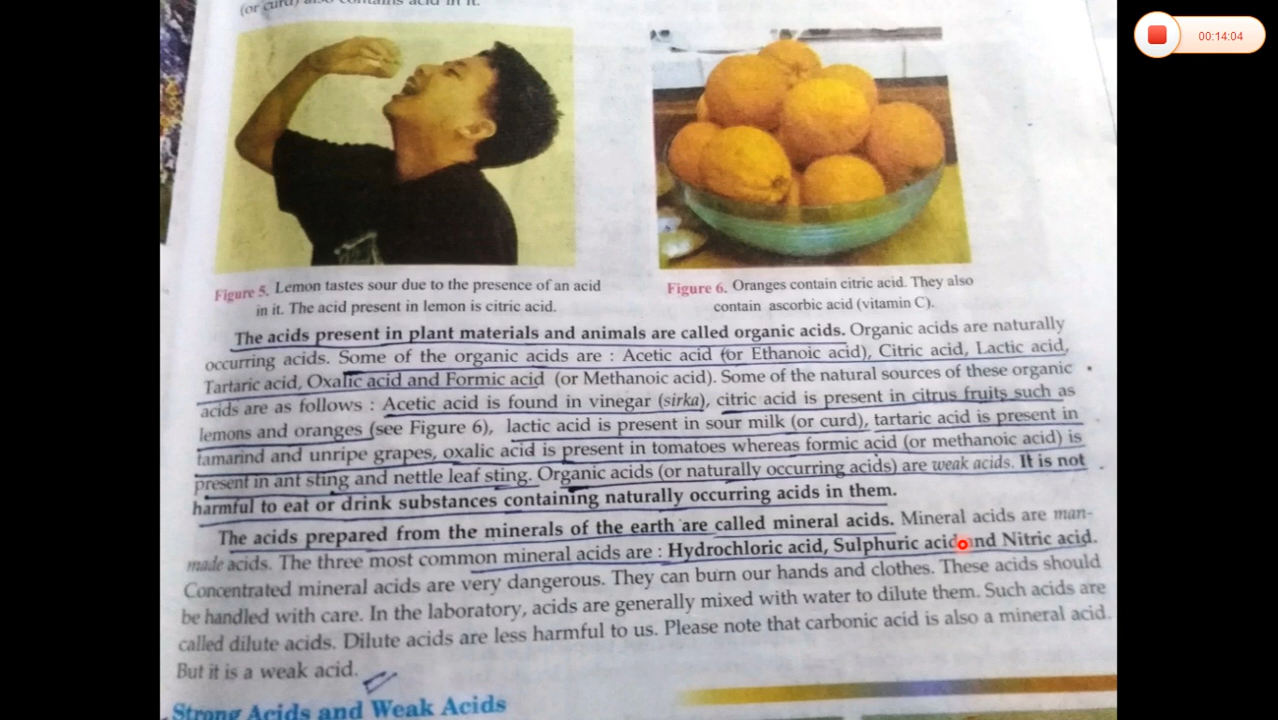 (or curd) also contains acid in it.
00:14:04
Figure 5. Lemon tastes sour due to the presence of an acid
in it. The acid present in lemon is citric acid.
Figure 6. Oranges contain citric acid. They also
contain ascorbic acid (vitamin C).
The acids present in plant materials and animals are called organic acids. Organic acids are naturally
occurring acids. Some of the organic acids are : Acetic acid (or Ethanoic acid), Citric acid, Lactic acid,
Tartaric acid, Oxalic acid and Formic acid (or Methanoic acid). Some of the natural sources of these organic
acids are as follows : Acetic acid is found in vinegar (sirka), citric acid is present in citrus fruits such as
lemons and oranges (see Figure 6), lactic acid is present in sour milk (or curd), tartaric acid is present in
tamarind and unripe grapes, oxalic acid is present in tomatoes whereas formic acid (or methanoic acid) is
present in ant sting and nettle leaf sting. Organic acids (or naturally occurring acids) are weak acids. It is not
harmful to eat or drink substances containing naturally occurring acids in them.
The acids prepared from the minerals of the earth are called mineral acids. Mineral acids are man-
made acids. The three most common mineral acids are : Hydrochloric acid, Sulphuric acid and Nitric acid.
Concentrated mineral acids are very dangerous. They can burn our hands and clothes. These acids should
be handled with care. In the laboratory, acids are generally mixed with water to dilute them. Such acids are
called dilute acids. Dilute acids are less harmful to us. Please note that carbonic acid is also a mineral acid.
But it is a weak acid.
Strong Acids and Weak Acids